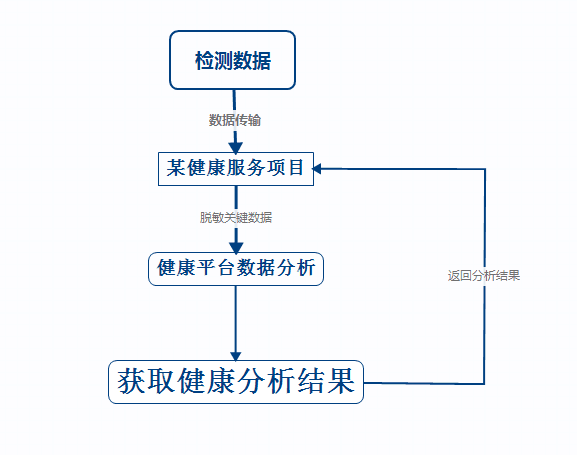 检测数据
数据传输
某健康服务项目
脱敏关键数据
健康平台数据分析
返回分析结果
获取健康分析结果